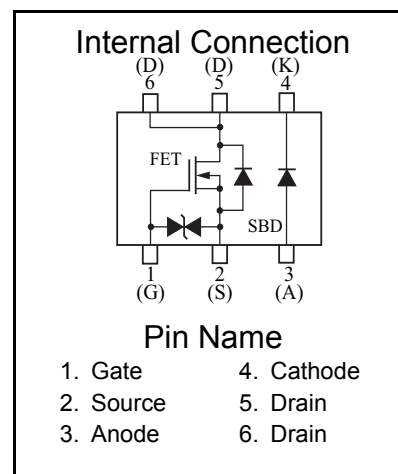 Internal Connection
(D) (D) (K)
6 5 4
FET
SBD
1 2 3
(G) (S) (A)
Pin Name
1. Gate 4. Cathode
2. Source 5. Drain
3. Anode 6. Drain